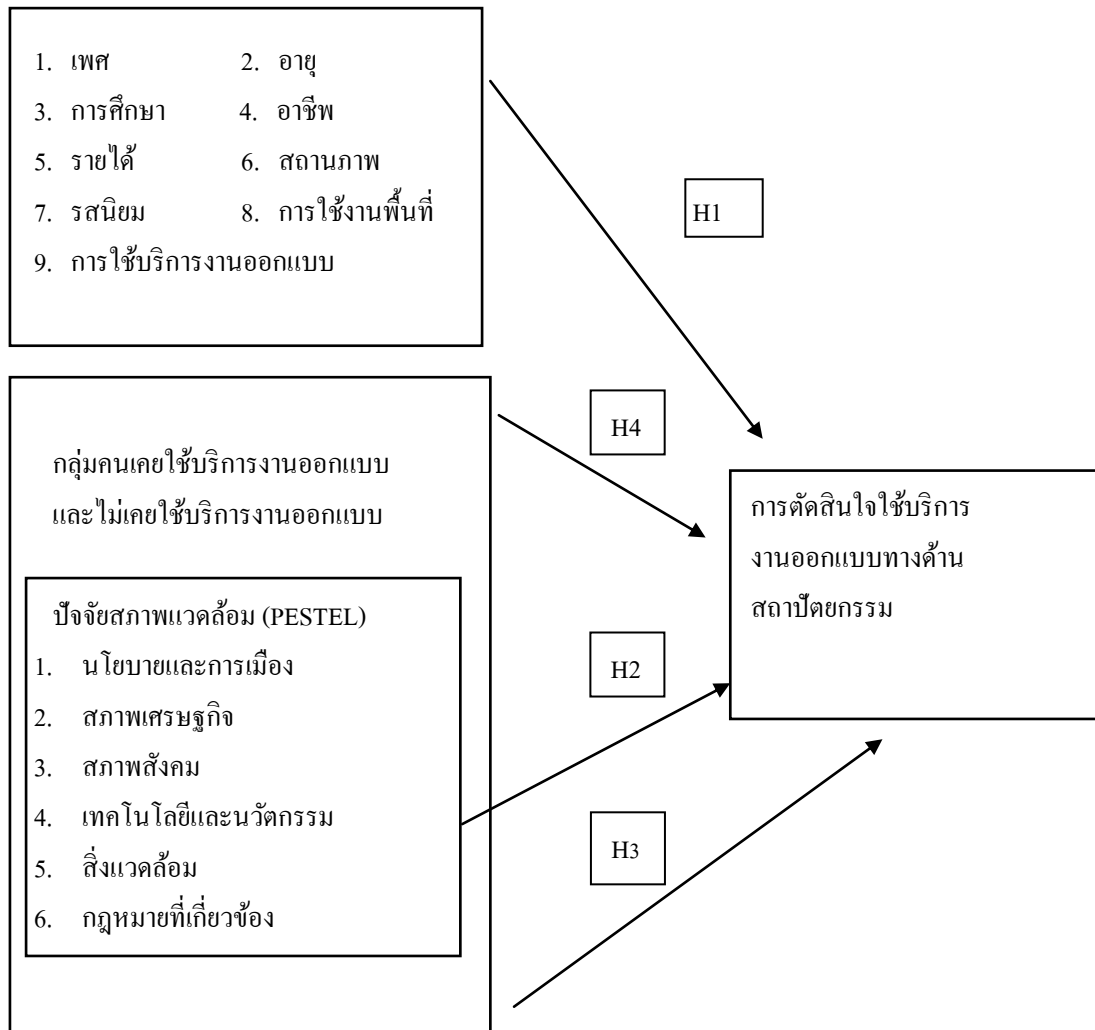 1. เพศ 2. อายุ
3. การศึกษา 4. อาชีพ
5. รายได้ 6. สถานภาพ
7. รสนิยม 8. การใช้งานพื้นที่
9. การใช้บริการงานออกแบบ
H1
กลุ่มคนเคยใช้บริการงานออกแบบ
และไม่เคยใช้บริการงานออกแบบ
ปัจจัยสภาพแวดล้อม (PESTEL)
1. นโยบายและการเมือง
2. สภาพเศรษฐกิจ
3. สภาพสังคม
4. เทคโนโลยีและนวัตกรรม
5. สิ่งแวดล้อม
6. กฎหมายที่เกี่ยวข้อง
H4
H2
H3
การตัดสินใจใช้บริการ
งานออกแบบทางด้าน
สถาปัตยกรรม